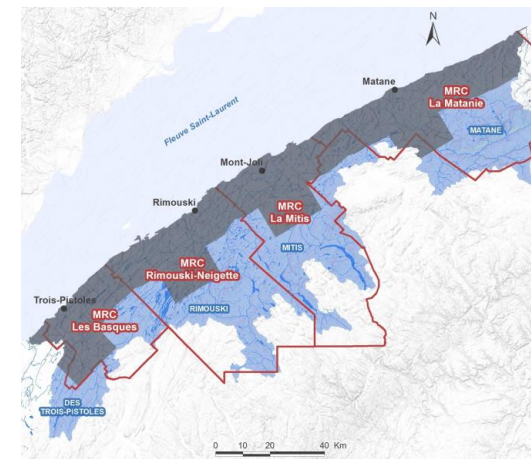 N
Matane
MRC
La Matanie
MATANE
Fleuve Saint-Laurent
Mont-Joli
Rimouski
MRC
La Mitis
MITIS
MRC
Rimouski-Neigette
RIMOUSKI
Trois-Pistoles
MRC
Les Basques
DES
TROIS-PISTOLES
0 10 20 40 Km